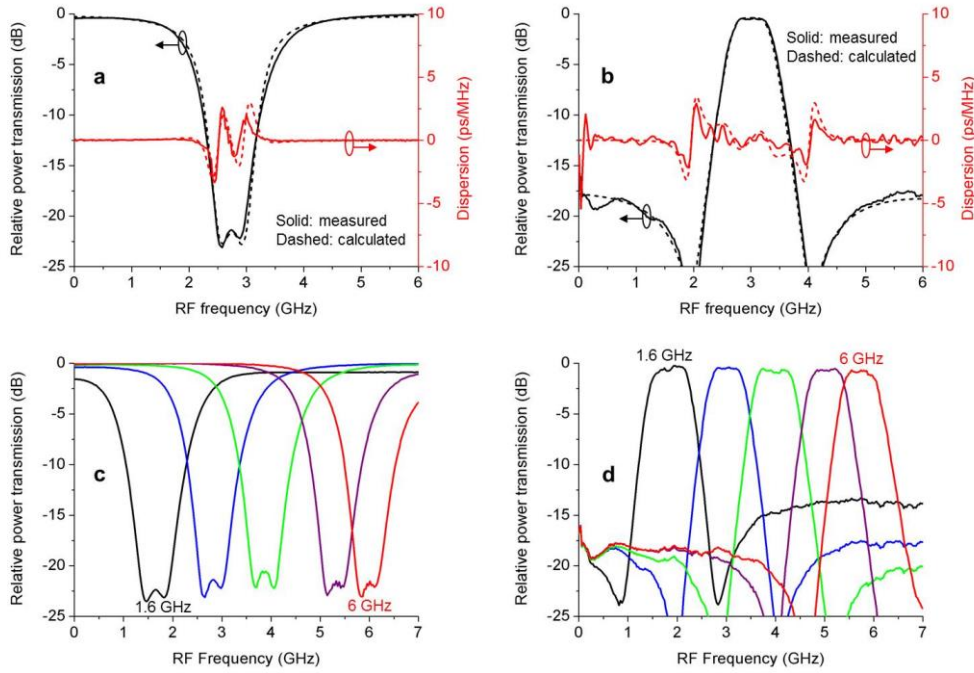 0
-5
-10
-15
-20
-25
Relative power transmission (dB)
a
Solid: measured
Dashed: calculated
10
5
0
-5
-10
Dispersion (ps/MHz)
0 1 2 3 4 5 6
RF frequency (GHz)
0
-5
-10
-15
-20
-25
Relative power transmission (dB)
b
Solid: measured
Dashed: calculated
10
5
0
-5
-10
Dispersion (ps/MHz)
0 1 2 3 4 5 6
RF frequency (GHz)
0
-5
-10
-15
-20
-25
Relative power transmission (dB)
c
1.6 GHz
6 GHz
0 1 2 3 4 5 6 7
RF Frequency (GHz)
0
-5
-10
-15
-20
-25
Relative power transmission (dB)
1.6 GHz
6 GHz
d
0 1 2 3 4 5 6 7
RF Frequency (GHz)